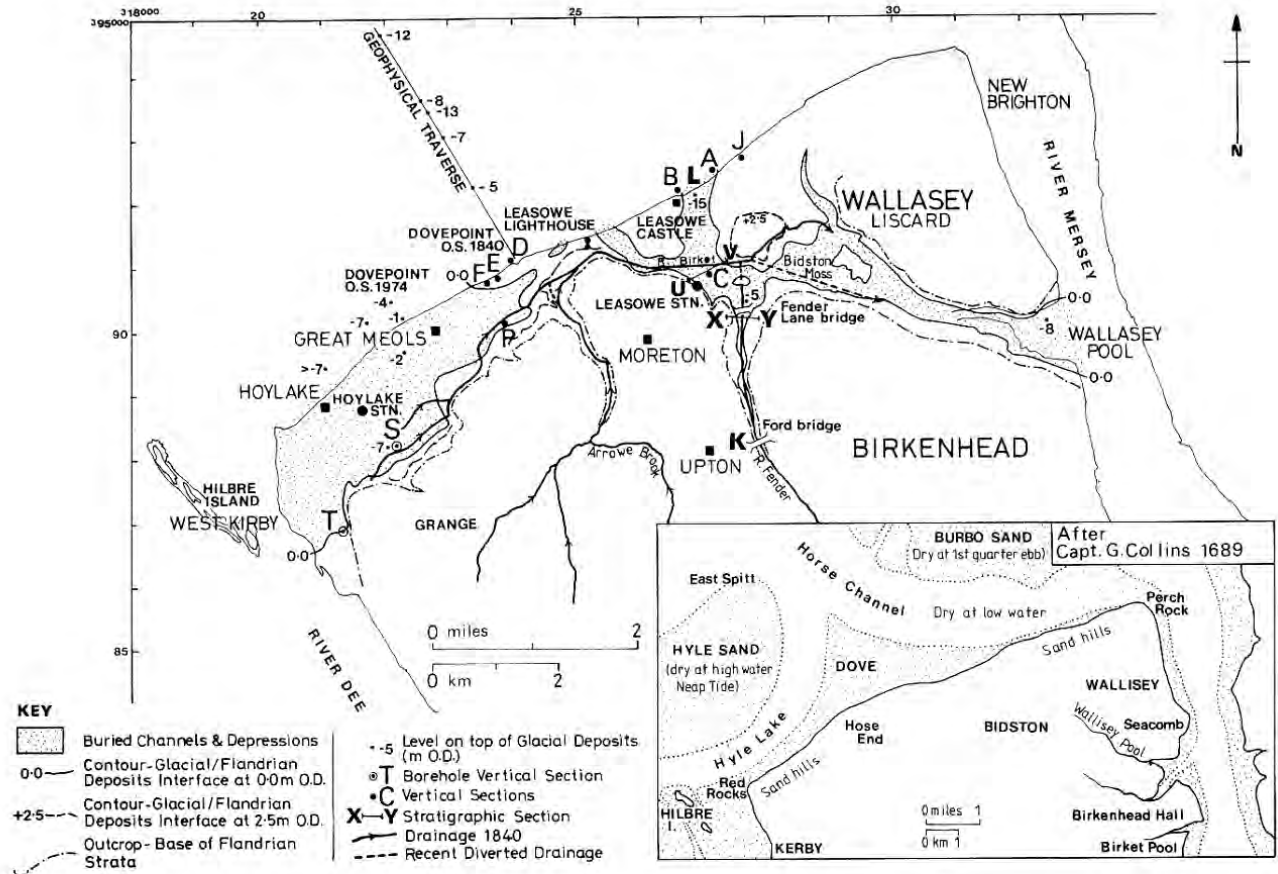 318000
20
25
30
395000
90
85
-12
GEOPHYSICAL TRAVERSE
-8
-13
-7
-5
N
NEW
BRIGHTON
RIVER MERSEY
J
A
L
B
-15
WALLASEY
LISCARD
+2·5
LEASOWE
LIGHTHOUSE
LEASOWE
CASTLE
DOVEPOINT
O.S. 1840
D
E
F
0·0
DOVEPOINT
O.S. 1974
R. Birket
V
Bidston
Moss
U
C
LEASOWE STN.
-5
X
Y
Fender
Lane bridge
0·0
-8
WALLASEY
POOL
0·0
-4
-1
-7
GREAT MEOLS
-2
P
MORETON
>-7
HOYLAKE
HOYLAKE
STN.
S
-7
Arrowe Brook
K
Ford bridge
UPTON
R. Fender
BIRKENHEAD
HILBRE
ISLAND
WEST KIRBY
T
GRANGE
0·0
RIVER DEE
0 miles 2
0 km 2
After
Capt. G. Collins 1689
BURBO SAND
(Dry at 1st quarter ebb)
Horse Channel
East Spitt
Dry at low water
Perch
Rock
Sand hills
HYLE SAND
(dry at high water
Neap Tide)
DOVE
WALLISEY
Hyle Lake
Hose
End
BIDSTON
Seacomb
Wallisey Pool
Red
Rocks
Sand hills
HILBRE
I.
0 miles 1
0 km 1
Birkenhead Hall
KERBY
Birket Pool
KEY
Buried Channels & Depressions
0·0 Contour-Glacial/Flandrian
Deposits Interface at 0·0m O.D.
+2·5 Contour-Glacial/Flandrian
Deposits Interface at 2·5m O.D.
Outcrop-Base of Flandrian
Strata
-5 Level on top of Glacial Deposits
(m O.D.)
T Borehole Vertical Section
C Vertical Sections
X Y Stratigraphic Section
Drainage 1840
Recent Diverted Drainage